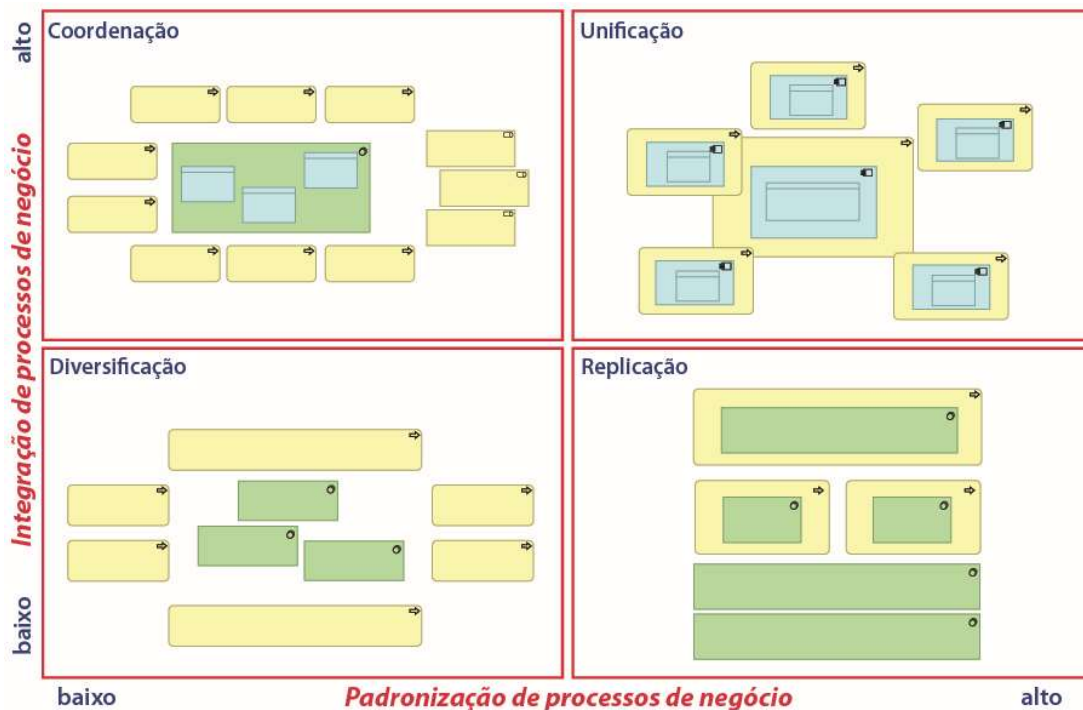 alto
Coordenação
Unificação
Integração de processos de negócio
Diversificação
Replicação
baixo
baixo
Padronização de processos de negócio
alto